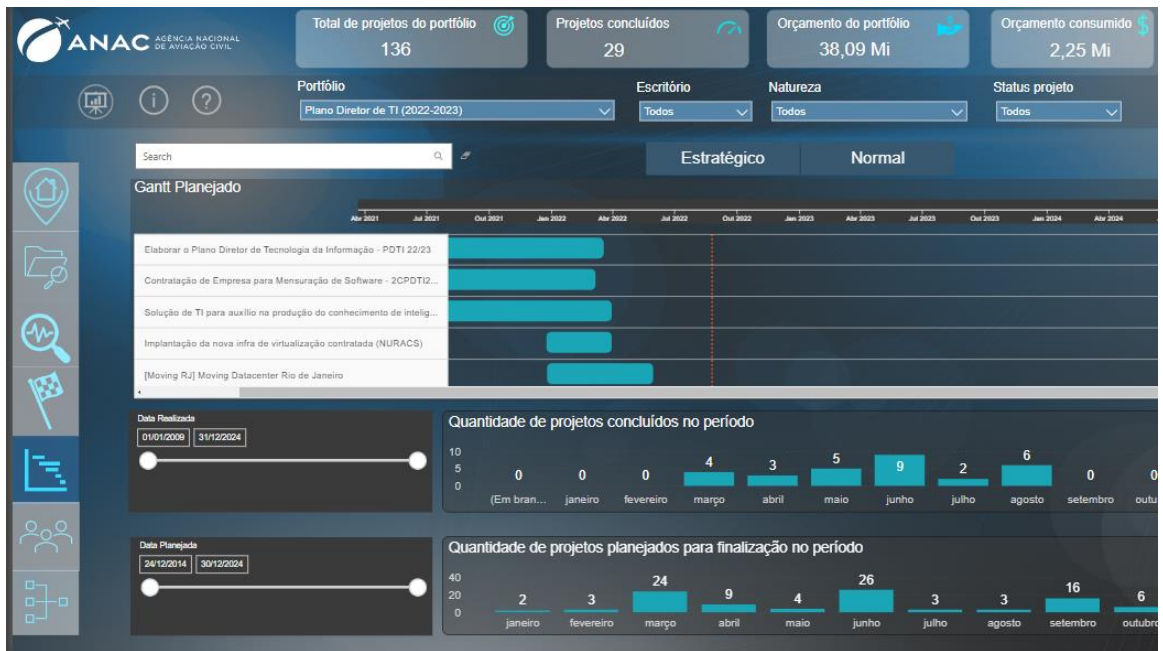 ANAC AGÊNCIA NACIONAL
DE AVIAÇÃO CIVIL
Total de projetos do portfólio
136
Projetos concluídos
29
Orçamento do portfólio
38,09 Mi
Orçamento consumido
2,25 Mi
Portfólio
Plano Diretor de TI (2022-2023)
Escritório
Todos
Natureza
Todos
Status projeto
Todos
Search
Estratégico
Normal
Gantt Planejado
Abr 2021 Jul 2021 Out 2021 Jan 2022 Abr 2022 Jul 2022 Out 2022 Jan 2023 Abr 2023 Jul 2023 Out 2023 Jan 2024 Abr 2024
Elaborar o Plano Diretor de Tecnologia da Informação - PDTI 22/23
Contratação de Empresa para Mensuração de Software - 2CPDTI2...
Solução de TI para auxílio na produção do conhecimento de intelig...
Implantação da nova infra de virtualização contratada (NURACS)
[Moving RJ] Moving Datacenter Rio de Janeiro
Data Realizada
01/01/2009 31/12/2024
Quantidade de projetos concluídos no período
10
5
0
0 0 0 4 3 5 9 2 6 0 0
(Em bran... janeiro fevereiro março abril maio junho julho agosto setembro outu
Data Planejada
24/12/2014 30/12/2024
Quantidade de projetos planejados para finalização no período
40
20
0
2 3 24 9 4 26 3 3 16 6
janeiro fevereiro março abril maio junho julho agosto setembro outubro